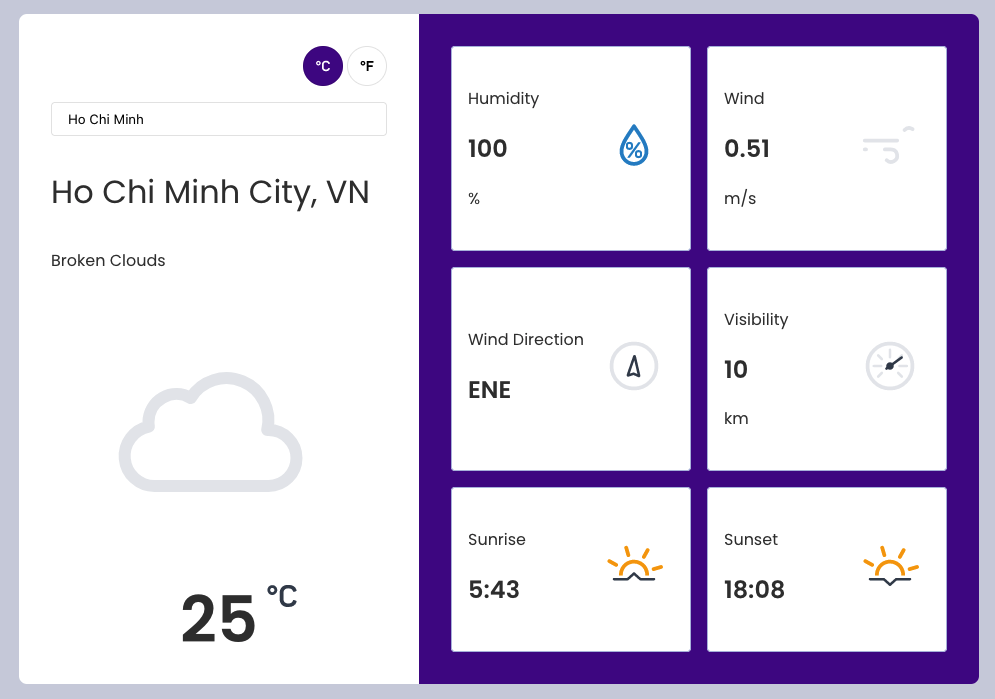 °C °F
Ho Chi Minh
Ho Chi Minh City, VN
Broken Clouds
25 °C
Humidity
100
%
Wind
0.51
m/s
Wind Direction
ENE
Visibility
10
km
Sunrise
5:43
Sunset
18:08